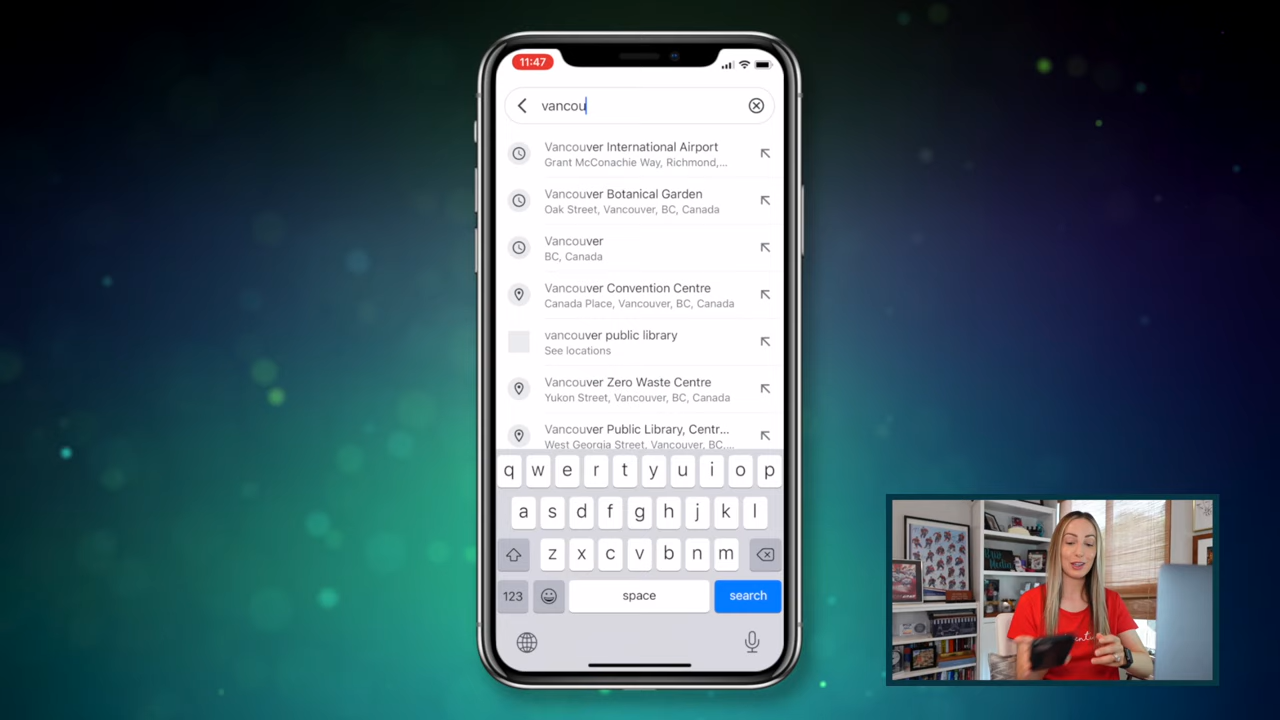 11:47
vancou
Vancouver International Airport
Grant McConachie Way, Richmond,...
Vancouver Botanical Garden
Oak Street, Vancouver, BC, Canada
Vancouver
BC, Canada
Vancouver Convention Centre
Canada Place, Vancouver, BC, Canada
vancouver public library
See locations
Vancouver Zero Waste Centre
Yukon Street, Vancouver, BC, Canada
Vancouver Public Library, Centr...
West Georgia Street, Vancouver, BC,...
q w e r t y u i o p
a s d f g h j k l
z x c v b n m
123 space search